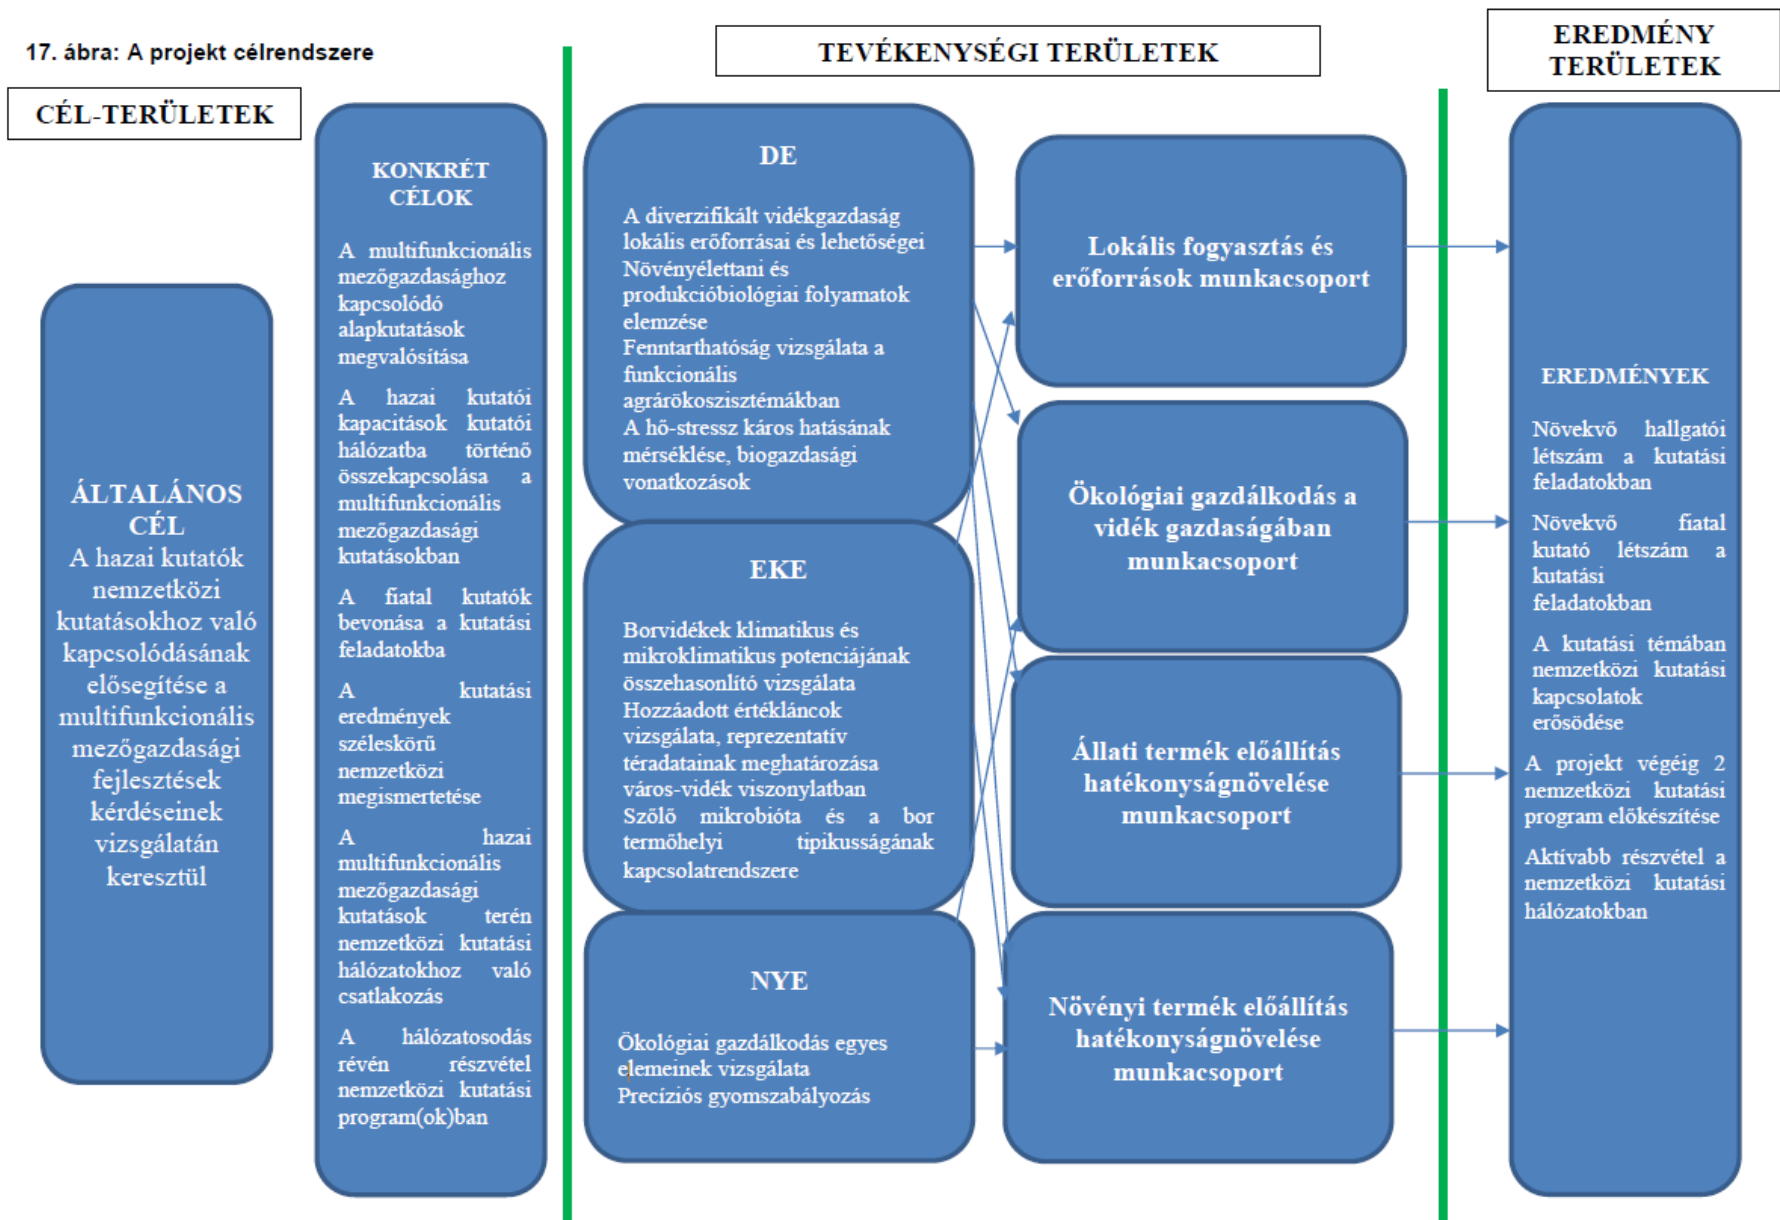 17. ábra: A projekt célrendszere
CÉL-TERÜLETEK
ÁLTALÁNOS
CÉL
A hazai kutatók
nemzetközi
kutatásokhoz való
kapcsolódásának
elősegítése a
multifunkcionális
mezőgazdasági
fejlesztések
kérdéseinek
vizsgálatán
keresztül
KONKRÉT
CÉLOK
A multifunkcionális
mezőgazdasághoz
kapcsolódó
alapkutatások
megvalósítása
A hazai kutatói
kapacitások kutatói
hálózatba történő
összekapcsolása a
multifunkcionális
mezőgazdasági
kutatásokban
A fiatal kutatók
bevonása a kutatási
feladatokba
A kutatási
eredmények
széleskörű
nemzetközi
megismertetése
A hazai
multifunkcionális
mezőgazdasági
kutatások terén
nemzetközi kutatási
hálózatokhoz való
csatlakozás
A hálózatosodás
révén részvétel
nemzetközi kutatási
program(ok)ban
TEVÉKENYSÉGI TERÜLETEK
DE
A diverzifikált vidékgazdaság
lokális erőforrásai és lehetőségei
Növényélettani és
produkcióbiológiai folyamatok
elemzése
Fenntarthatóság vizsgálata a
funkcionális
agrárökoszisztémákban
A hő-stressz káros hatásának
mérséklése, biogazdasági
vonatkozások
EKE
Borvidékek klimatikus és
mikroklimatikus potenciájának
összehasonlító vizsgálata
Hozzáadott értékláncok
vizsgálata, reprezentatív
téradatainak meghatározása
város-vidék viszonylatban
Szőlő mikrobióta és a bor
termőhelyi tipikusságának
kapcsolatrendszere
NYE
Ökológiai gazdálkodás egyes
elemeinek vizsgálata
Precíziós gyomszabályozás
Lokális fogyasztás és
erőforrások munkacsoport
Ökológiai gazdálkodás a
vidék gazdaságában
munkacsoport
Állati termék előállítás
hatékonyságnövelése
munkacsoport
Növényi termék előállítás
hatékonyságnövelése
munkacsoport
EREDMÉNY
TERÜLETEK
EREDMÉNYEK
Növekvő hallgatói
létszám a kutatási
feladatokban
Növekvő fiatal
kutató létszám a
kutatási
feladatokban
A kutatási témában
nemzetközi kutatási
kapcsolatok
erősödése
A projekt végéig 2
nemzetközi kutatási
program előkészítése
Aktívabb részvétel a
nemzetközi kutatási
hálózatokban